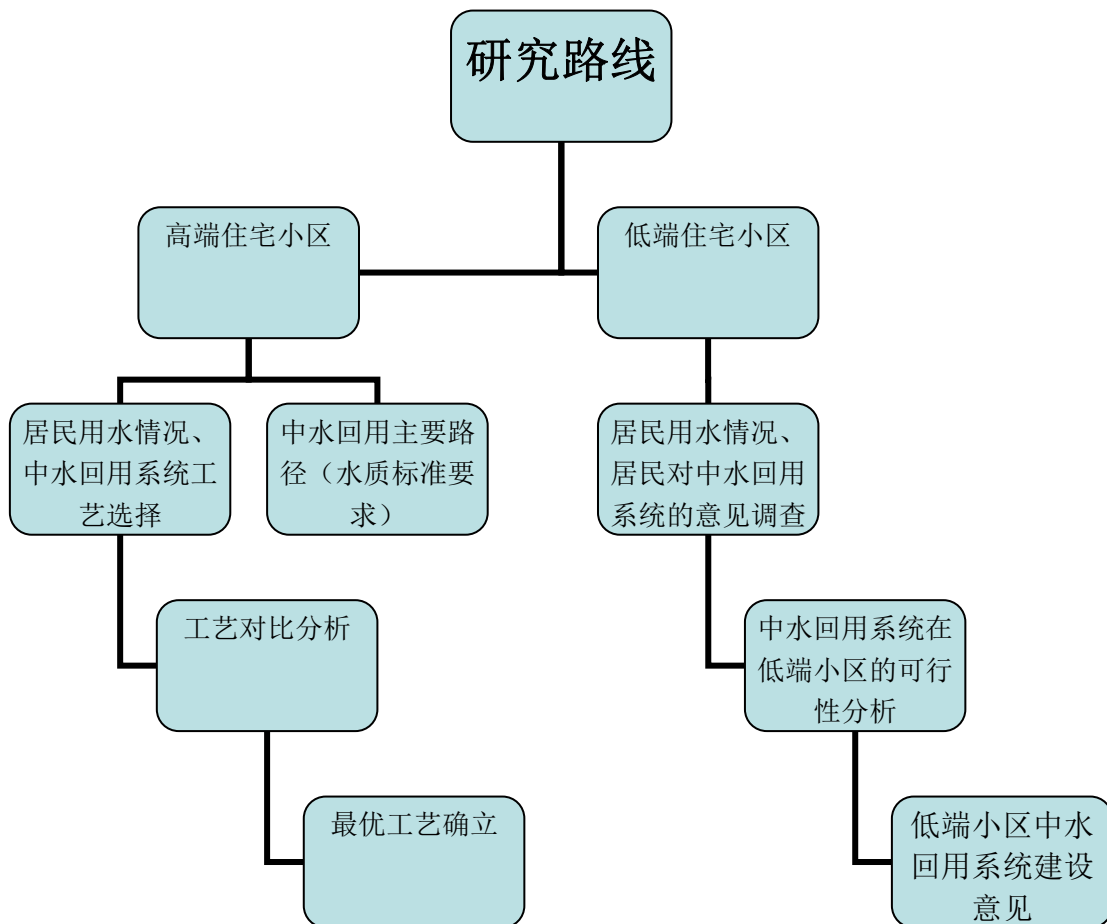 研究路线
高端住宅小区
低端住宅小区
居民用水情况、
中水回用系统工
艺选择
中水回用主要路
径（水质标准要
求）
居民用水情况、
居民对中水回用
系统的意见调查
工艺对比分析
中水回用系统在
低端小区的可行
性分析
最优工艺确立
低端小区中水
回用系统建设
意见